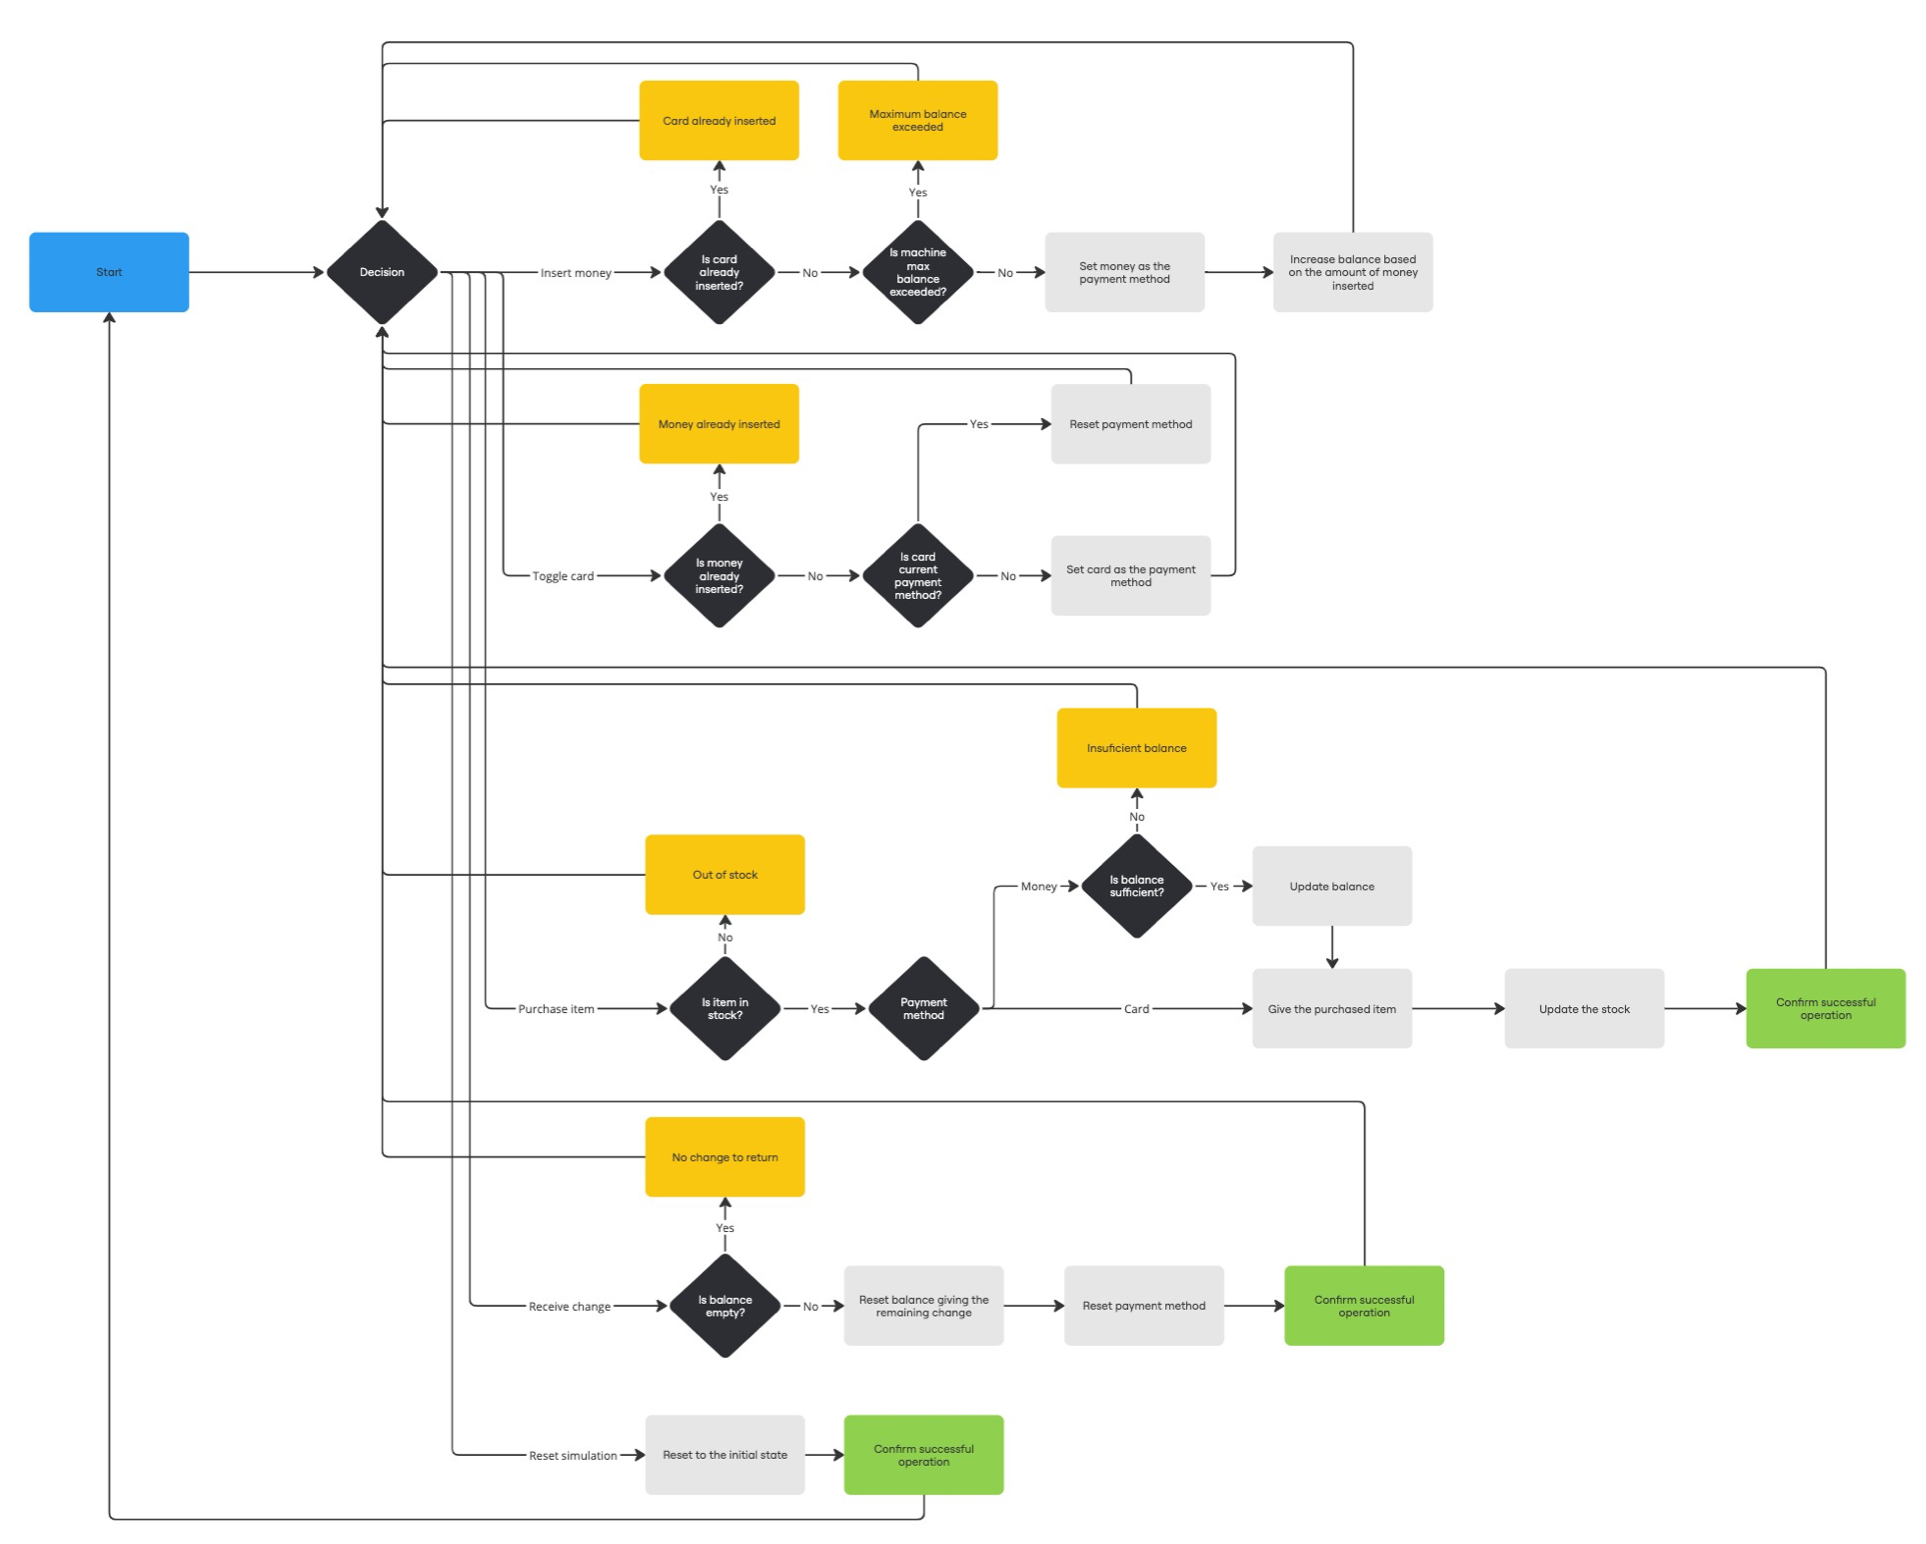 Card already inserted
Maximum balance
exceeded
Yes
Yes
Start
Decision
Insert money
Is card
already
inserted?
No
Is machine
max
balance
exceeded?
No
Set money as the
payment method
Increase balance based
on the amount of money
inserted
Money already inserted
Yes
Reset payment method
Yes
Toggle card
Is money
already
inserted?
No
Is card
current
payment
method?
No
Set card as the payment
method
Insuficient balance
No
Out of stock
Money
Is balance
sufficient?
Yes
Update balance
No
Purchase item
Is item in
stock?
Yes
Payment
method
Card
Give the purchased item
Update the stock
Confirm successful
operation
No change to return
Yes
Receive change
Is balance
empty?
No
Reset balance giving the
remaining change
Reset payment method
Confirm successful
operation
Reset simulation
Reset to the initial state
Confirm successful
operation